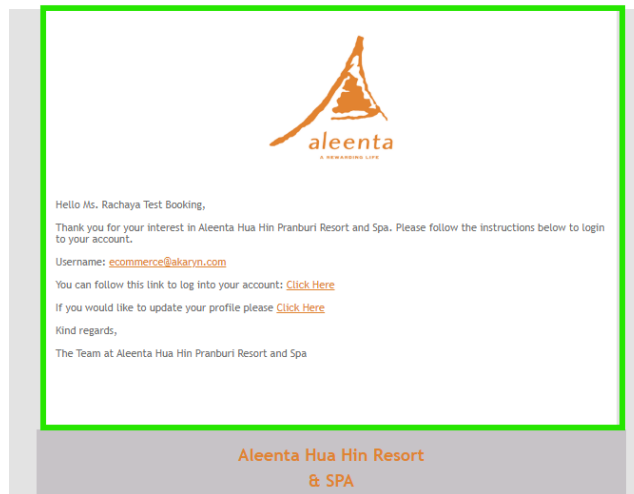 aleenta
A REWARDING LIFE
Hello Ms. Rachaya Test Booking,
Thank you for your interest in Aleenta Hua Hin Pranburi Resort and Spa. Please follow the instructions below to login
to your account.
Username: ecommerce@akaryn.com
You can follow this link to log into your account: Click Here
If you would like to update your profile please Click Here
Kind regards,
The Team at Aleenta Hua Hin Pranburi Resort and Spa
Aleenta Hua Hin Resort
& SPA